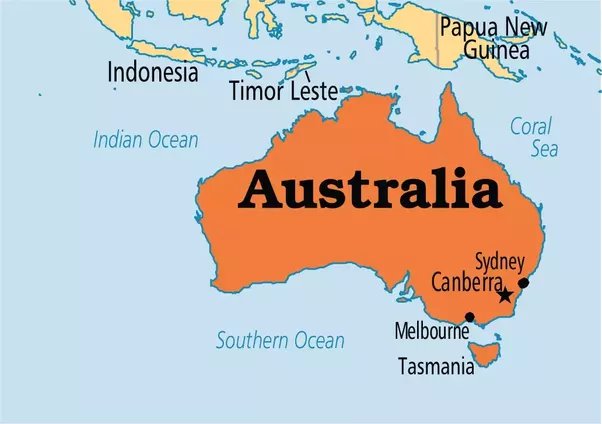 Papua New
Guinea
Indonesia
Timor Leste
Indian Ocean
Coral
Sea
Australia
Sydney
Canberra
Melbourne
Southern Ocean
Tasmania